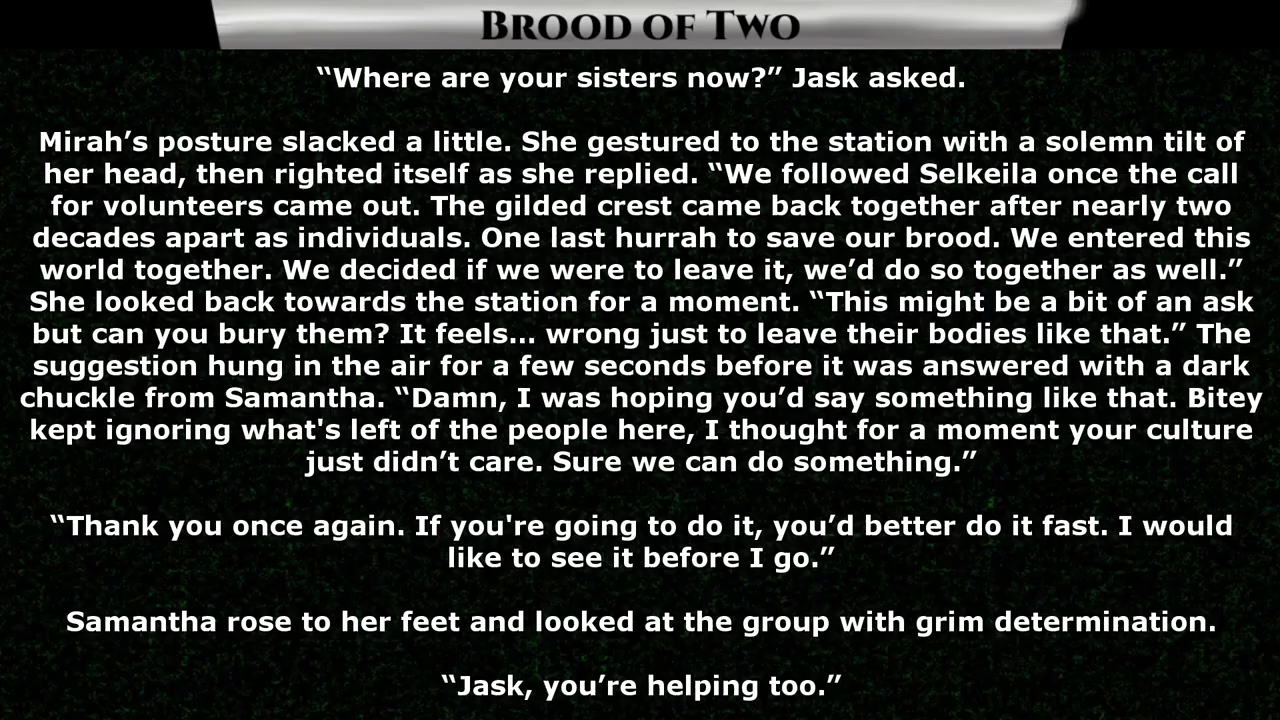 Brood of Two
“Where are your sisters now?” Jask asked.
Mirah’s posture slacked a little. She gestured to the station with a solemn tilt of
her head, then righted itself as she replied. “We followed Selkeila once the call
for volunteers came out. The gilded crest came back together after nearly two
decades apart as individuals. One last hurrah to save our brood. We entered this
world together. We decided if we were to leave it, we’d do so together as well.”
She looked back towards the station for a moment. “This might be a bit of an ask
but can you bury them? It feels... wrong just to leave their bodies like that.” The
suggestion hung in the air for a few seconds before it was answered with a dark
chuckle from Samantha. “Damn, I was hoping you’d say something like that. Bitey
kept ignoring what's left of the people here, I thought for a moment your culture
just didn’t care. Sure we can do something.”
“Thank you once again. If you're going to do it, you’d better do it fast. I would
like to see it before I go.”
Samantha rose to her feet and looked at the group with grim determination.
“Jask, you’re helping too.”